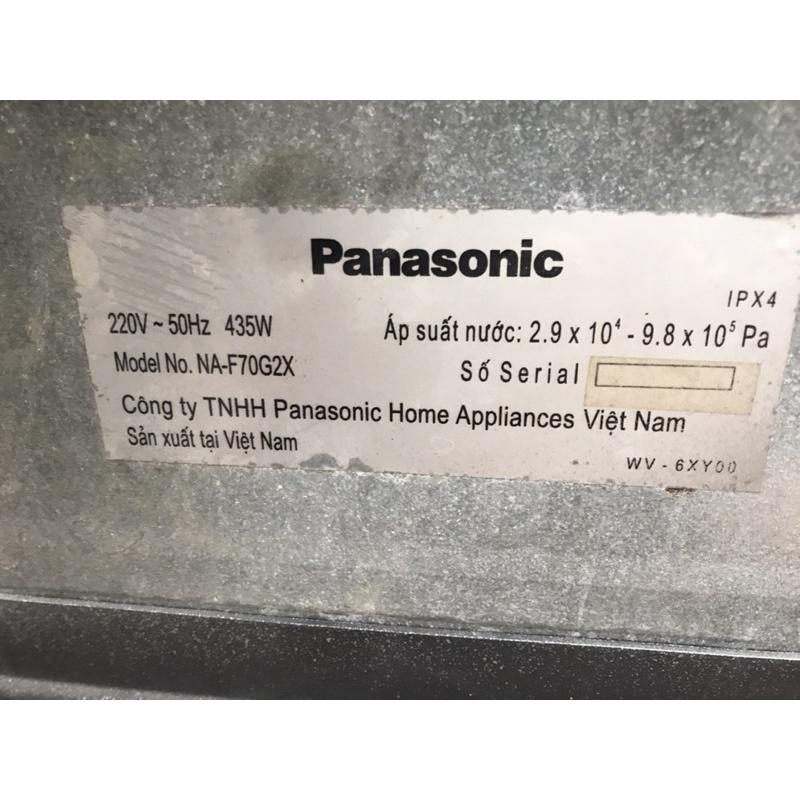 Panasonic
IPX4
220V ~ 50Hz 435W
Áp suất nước: 2.9 x 10⁴ - 9.8 x 10⁵ Pa
Model No. NA-F70G2X
Số Serial
Công ty TNHH Panasonic Home Appliances Việt Nam
Sản xuất tại Việt Nam
WV - 6XY00